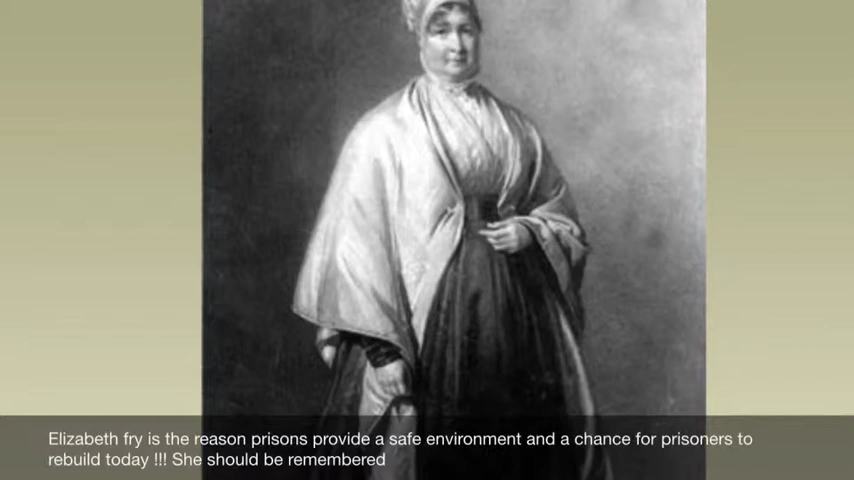 Elizabeth fry is the reason prisons provide a safe environment and a chance for prisoners to
rebuild today !!! She should be remembered